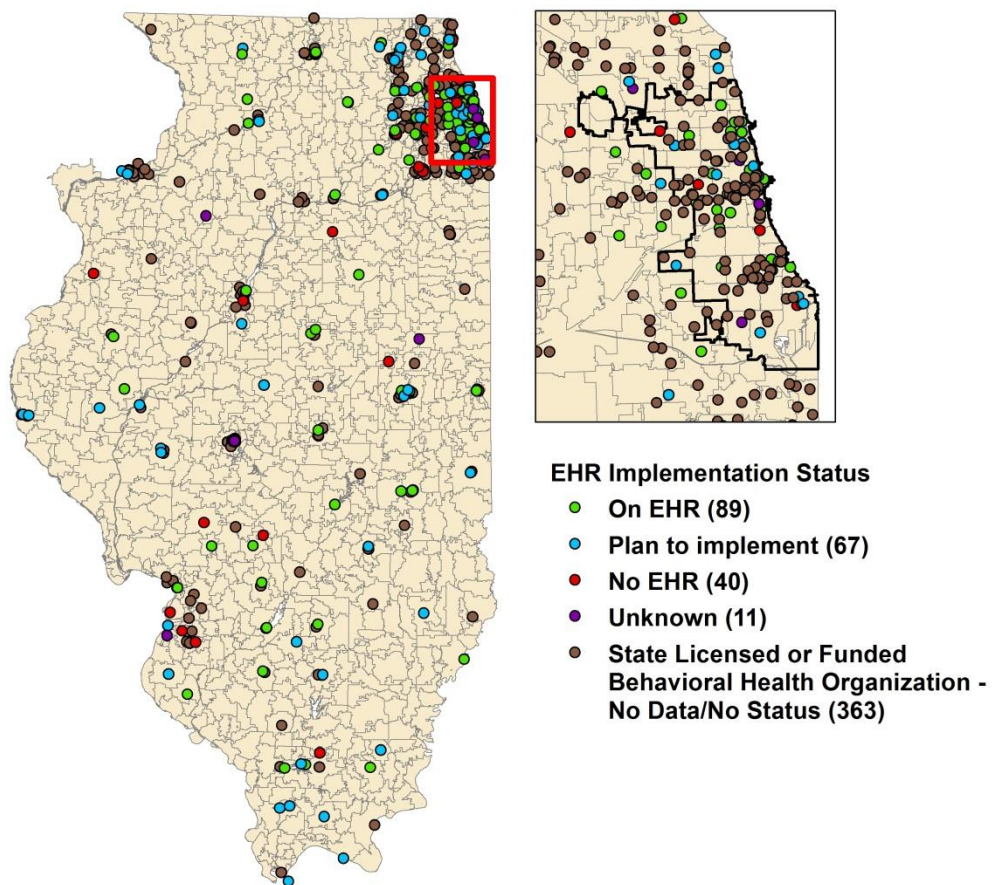 EHR Implementation Status
On EHR (89)
Plan to implement (67)
No EHR (40)
Unknown (11)
State Licensed or Funded
Behavioral Health Organization -
No Data/No Status (363)